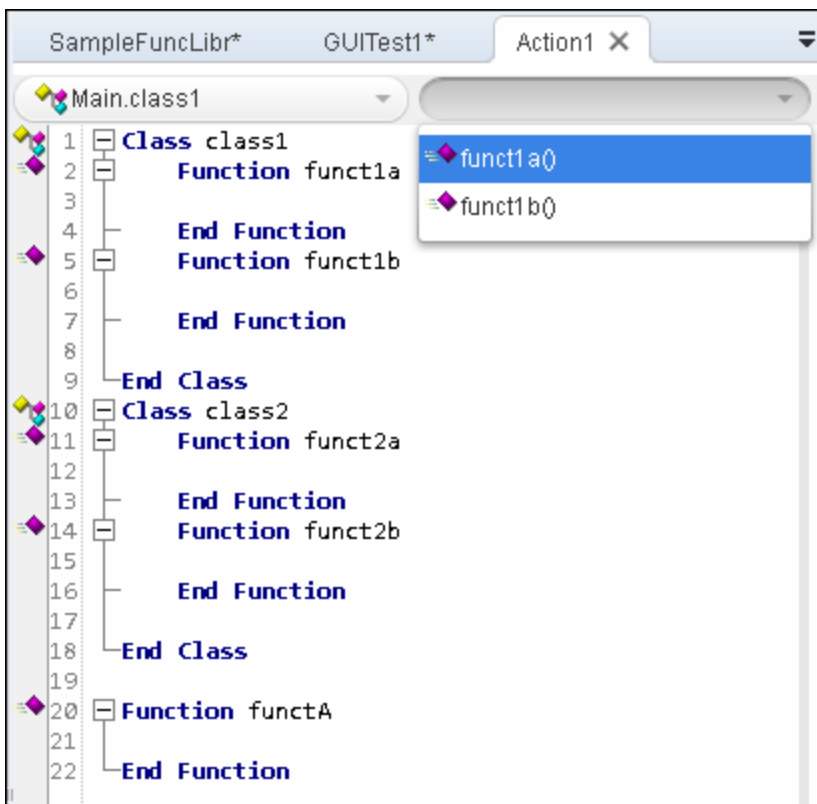 SampleFuncLibr* GUITest1* Action1
Main.class1
1 Class class1
funct1a()
2 Function funct1a
3
funct1b()
4 End Function
5 Function funct1b
6
7 End Function
8
9 End Class
10 Class class2
11 Function funct2a
12
13 End Function
14 Function funct2b
15
16 End Function
17
18 End Class
19
20 Function functA
21
22 End Function